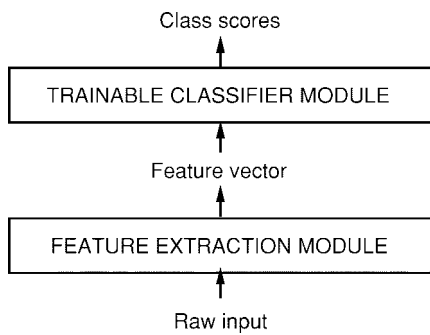 Class scores
TRAINABLE CLASSIFIER MODULE
Feature vector
FEATURE EXTRACTION MODULE
Raw input